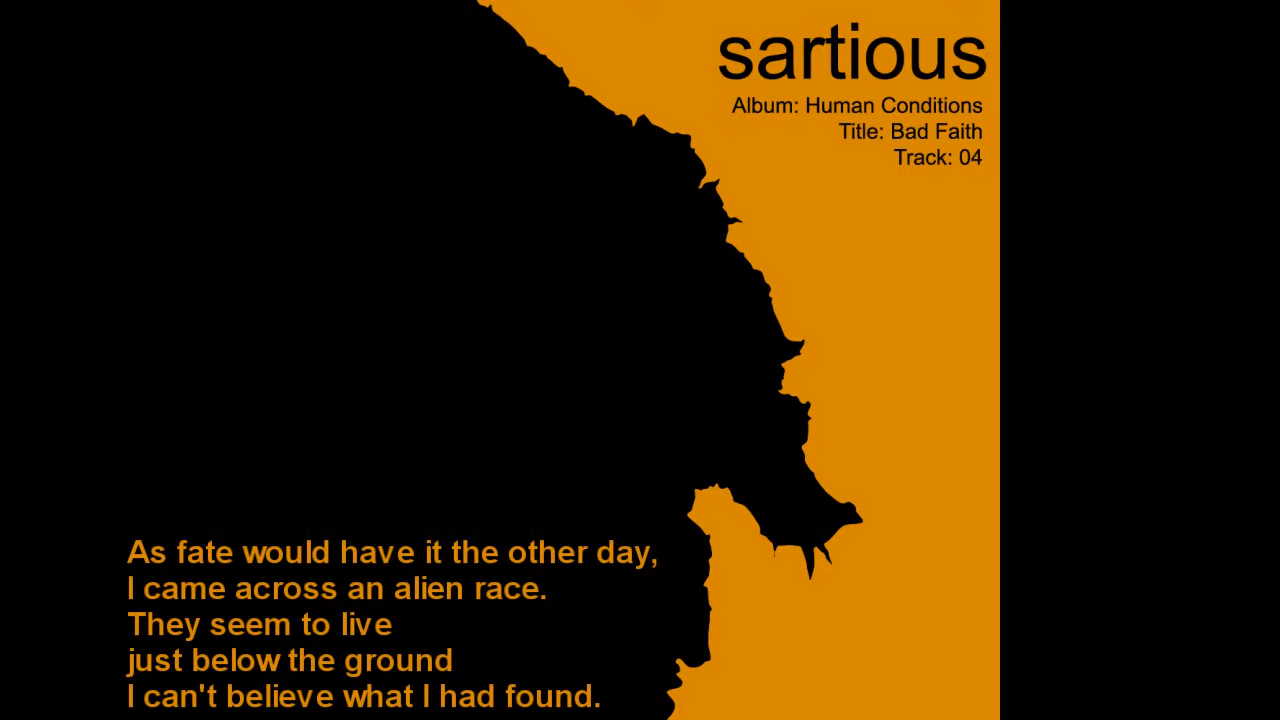 sartious
Album: Human Conditions
Title: Bad Faith
Track: 04
As fate would have it the other day,
I came across an alien race.
They seem to live
just below the ground
I can't believe what I had found.